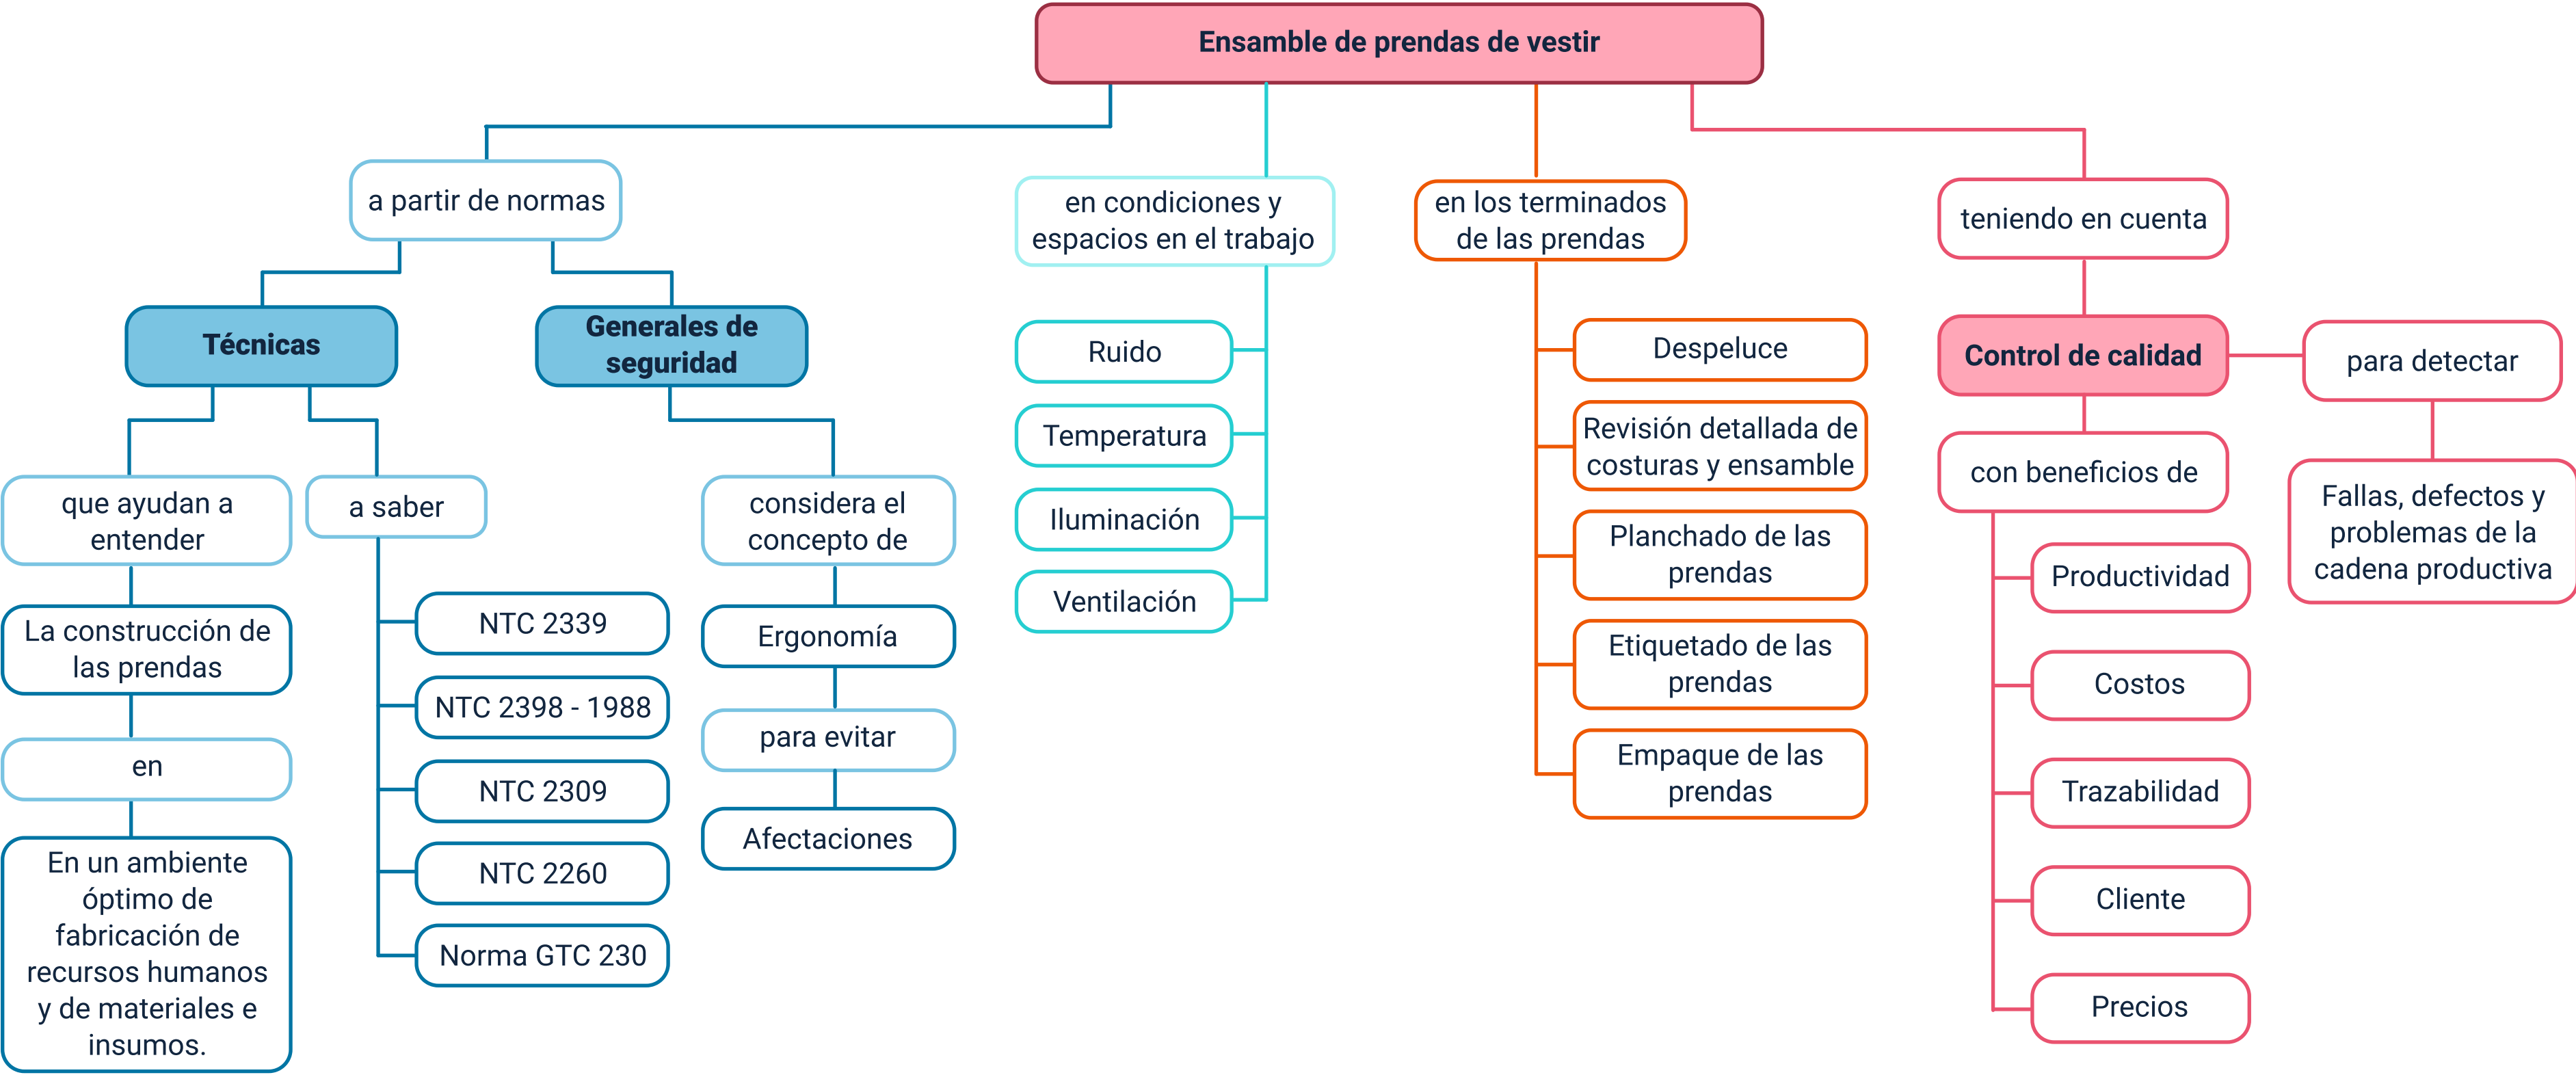 Ensamble de prendas de vestir
a partir de normas
Técnicas
que ayudan a
entender
La construcción de
las prendas
en
En un ambiente
óptimo de
fabricación de
recursos humanos
y de materiales e
insumos.
a saber
NTC 2339
NTC 2398 - 1988
NTC 2309
NTC 2260
Norma GTC 230
Generales de
seguridad
considera el
concepto de
Ergonomía
para evitar
Afectaciones
en condiciones y
espacios en el trabajo
Ruido
Temperatura
Iluminación
Ventilación
en los terminados
de las prendas
Despeluce
Revisión detallada de
costuras y ensamble
Planchado de las
prendas
Etiquetado de las
prendas
Empaque de las
prendas
teniendo en cuenta
Control de calidad
con beneficios de
Productividad
Costos
Trazabilidad
Cliente
Precios
para detectar
Fallas, defectos y
problemas de la
cadena productiva